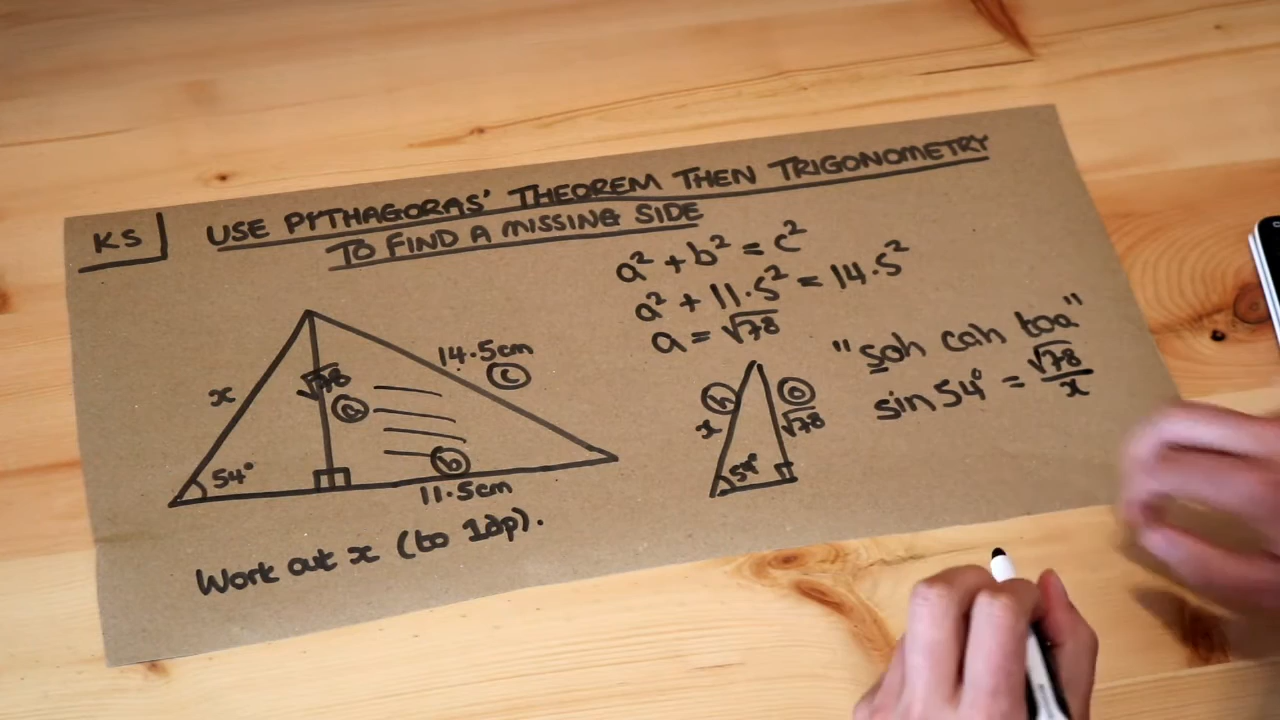 KS
USE PYTHAGORAS' THEOREM THEN TRIGONOMETRY
TO FIND A MISSING SIDE
a² + b² = c²
a² + 11.5² = 14.5²
a = √78
x
√78
a
14.5cm
c
54°
b
11.5cm
Work out x (to 1dp).
h
x
o
√78
54°
"soh cah toa"
sin 54° = √78/x